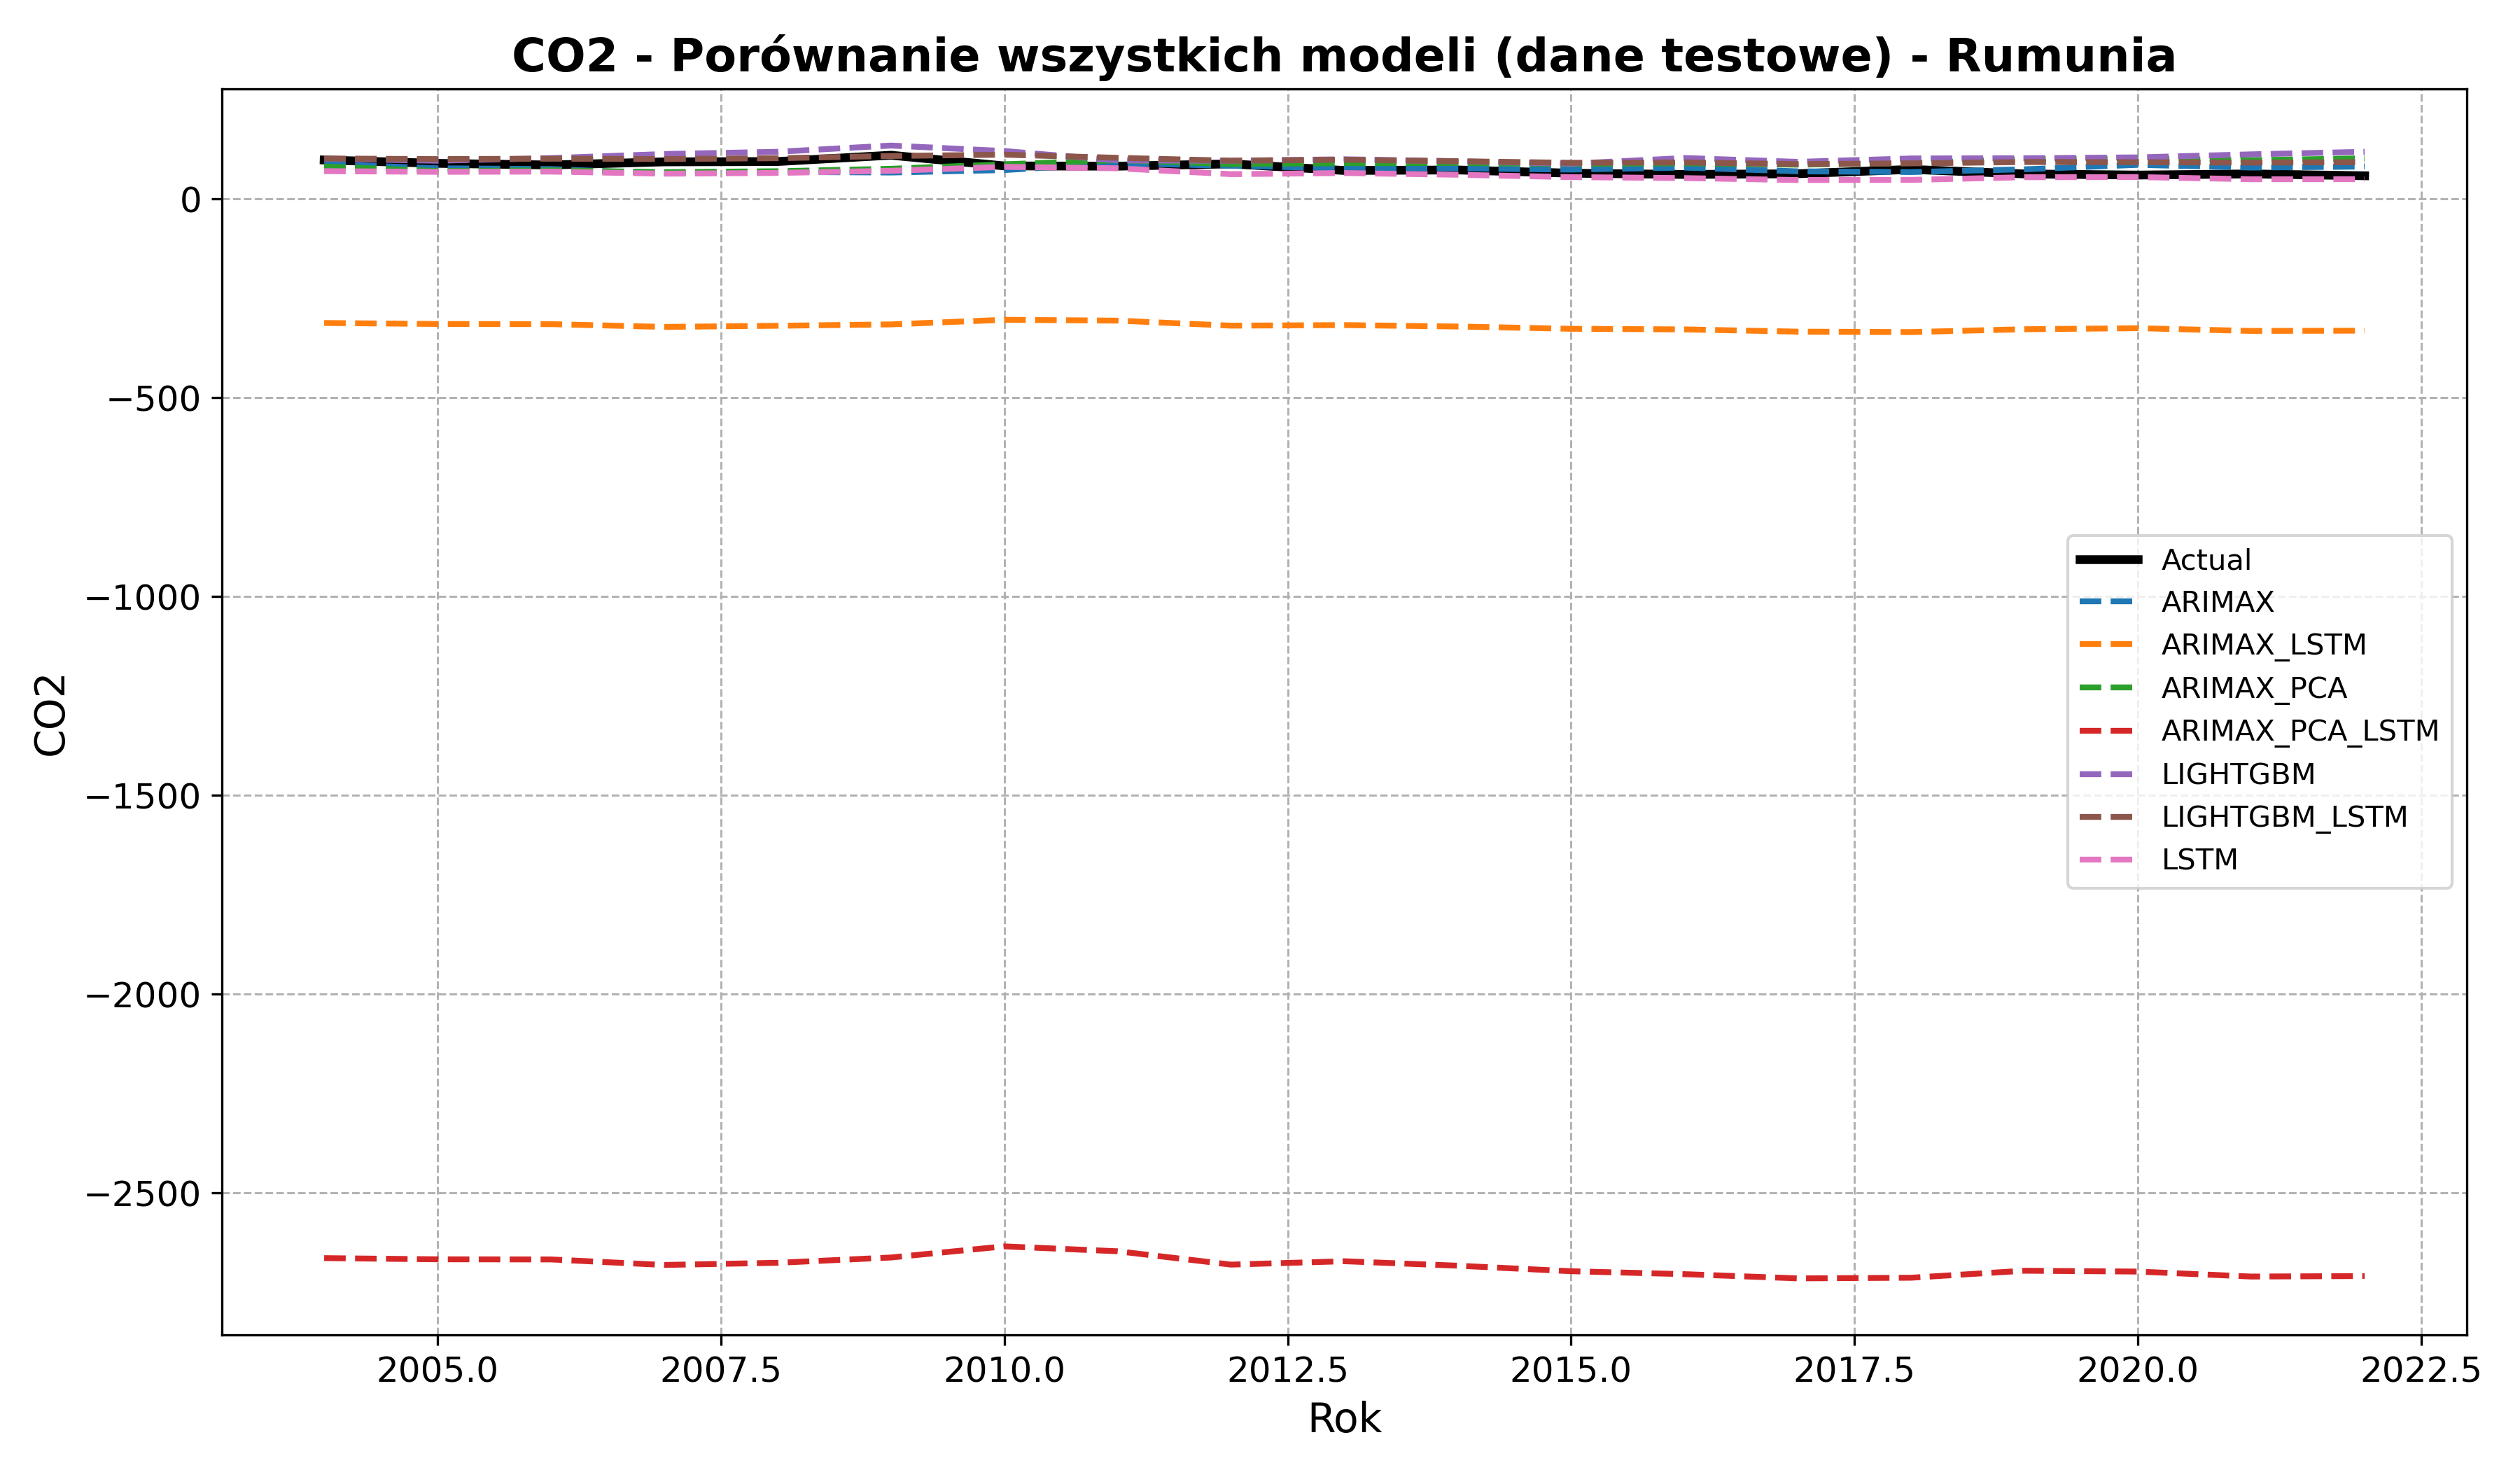 CO2 - Porównanie wszystkich modeli (dane testowe) - Rumunia
CO2
0
−500
−1000
−1500
−2000
−2500
Actual
ARIMAX
ARIMAX_LSTM
ARIMAX_PCA
ARIMAX_PCA_LSTM
LIGHTGBM
LIGHTGBM_LSTM
LSTM
2005.0 2007.5 2010.0 2012.5 2015.0 2017.5 2020.0 2022.5
Rok